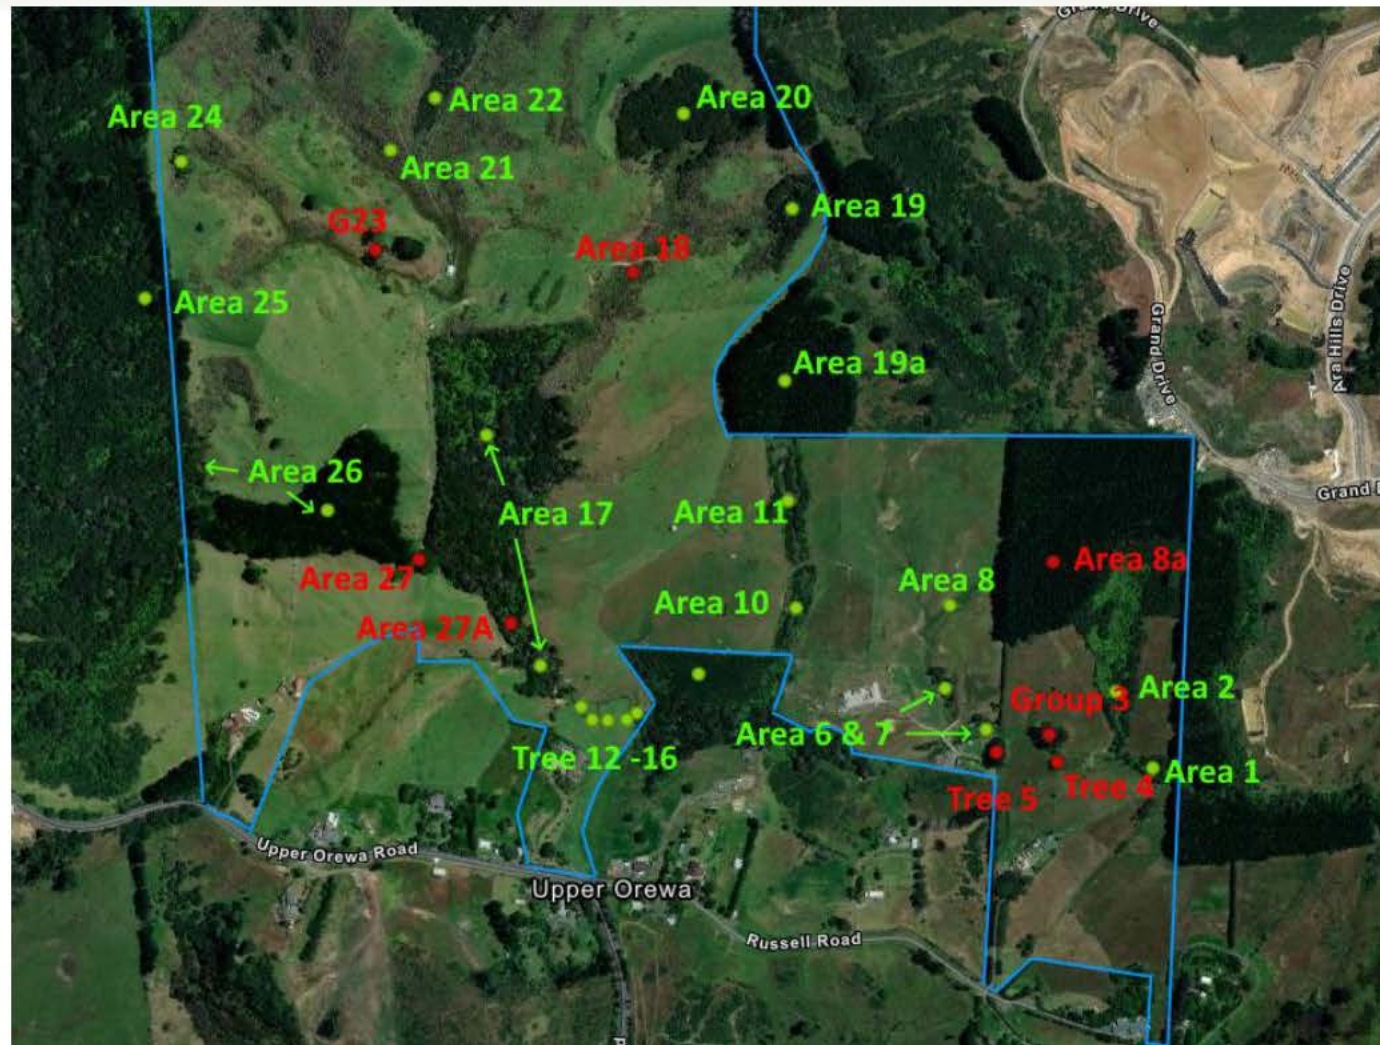 Grand Drive
Area 22
Area 20
Area 24
Area 21
Area 19
G23
Area 18
Area 25
Ara Hills Drive
Grand Drive
Area 19a
Area 26
Grand
Area 17
Area 11
Area 8a
Area 27
Area 8
Area 10
Area 27A
Area 2
Group 3
Area 6 & 7
Tree 12 -16
Area 1
Tree 4
Tree 5
Upper Orewa Road
Upper Orewa
Russell Road